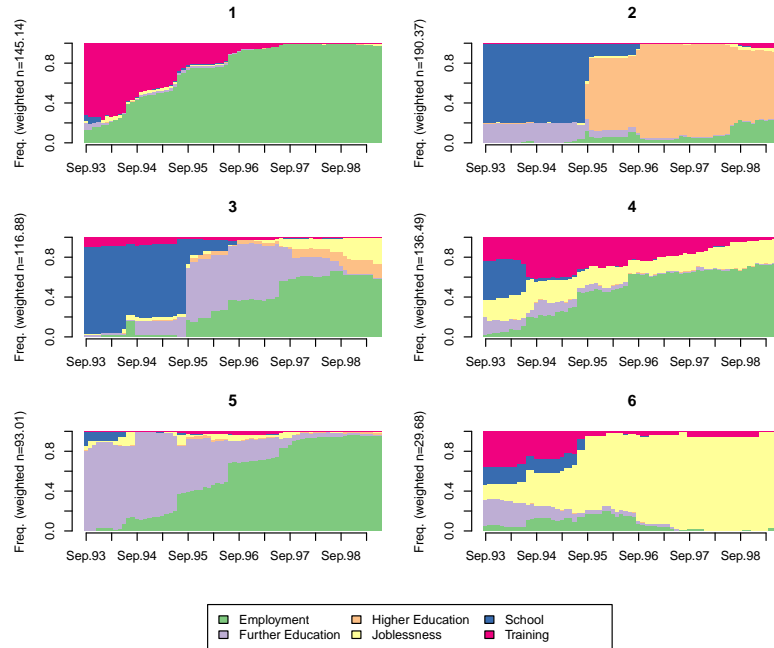 1
Freq. (weighted n=145.14)
0.0 0.4 0.8
Sep.93 Sep.94 Sep.95 Sep.96 Sep.97 Sep.98
2
Freq. (weighted n=190.37)
0.0 0.4 0.8
Sep.93 Sep.94 Sep.95 Sep.96 Sep.97 Sep.98
3
Freq. (weighted n=116.88)
0.0 0.4 0.8
Sep.93 Sep.94 Sep.95 Sep.96 Sep.97 Sep.98
4
Freq. (weighted n=136.49)
0.0 0.4 0.8
Sep.93 Sep.94 Sep.95 Sep.96 Sep.97 Sep.98
5
Freq. (weighted n=93.01)
0.0 0.4 0.8
Sep.93 Sep.94 Sep.95 Sep.96 Sep.97 Sep.98
6
Freq. (weighted n=29.68)
0.0 0.4 0.8
Sep.93 Sep.94 Sep.95 Sep.96 Sep.97 Sep.98
Employment Higher Education School
Further Education Joblessness Training